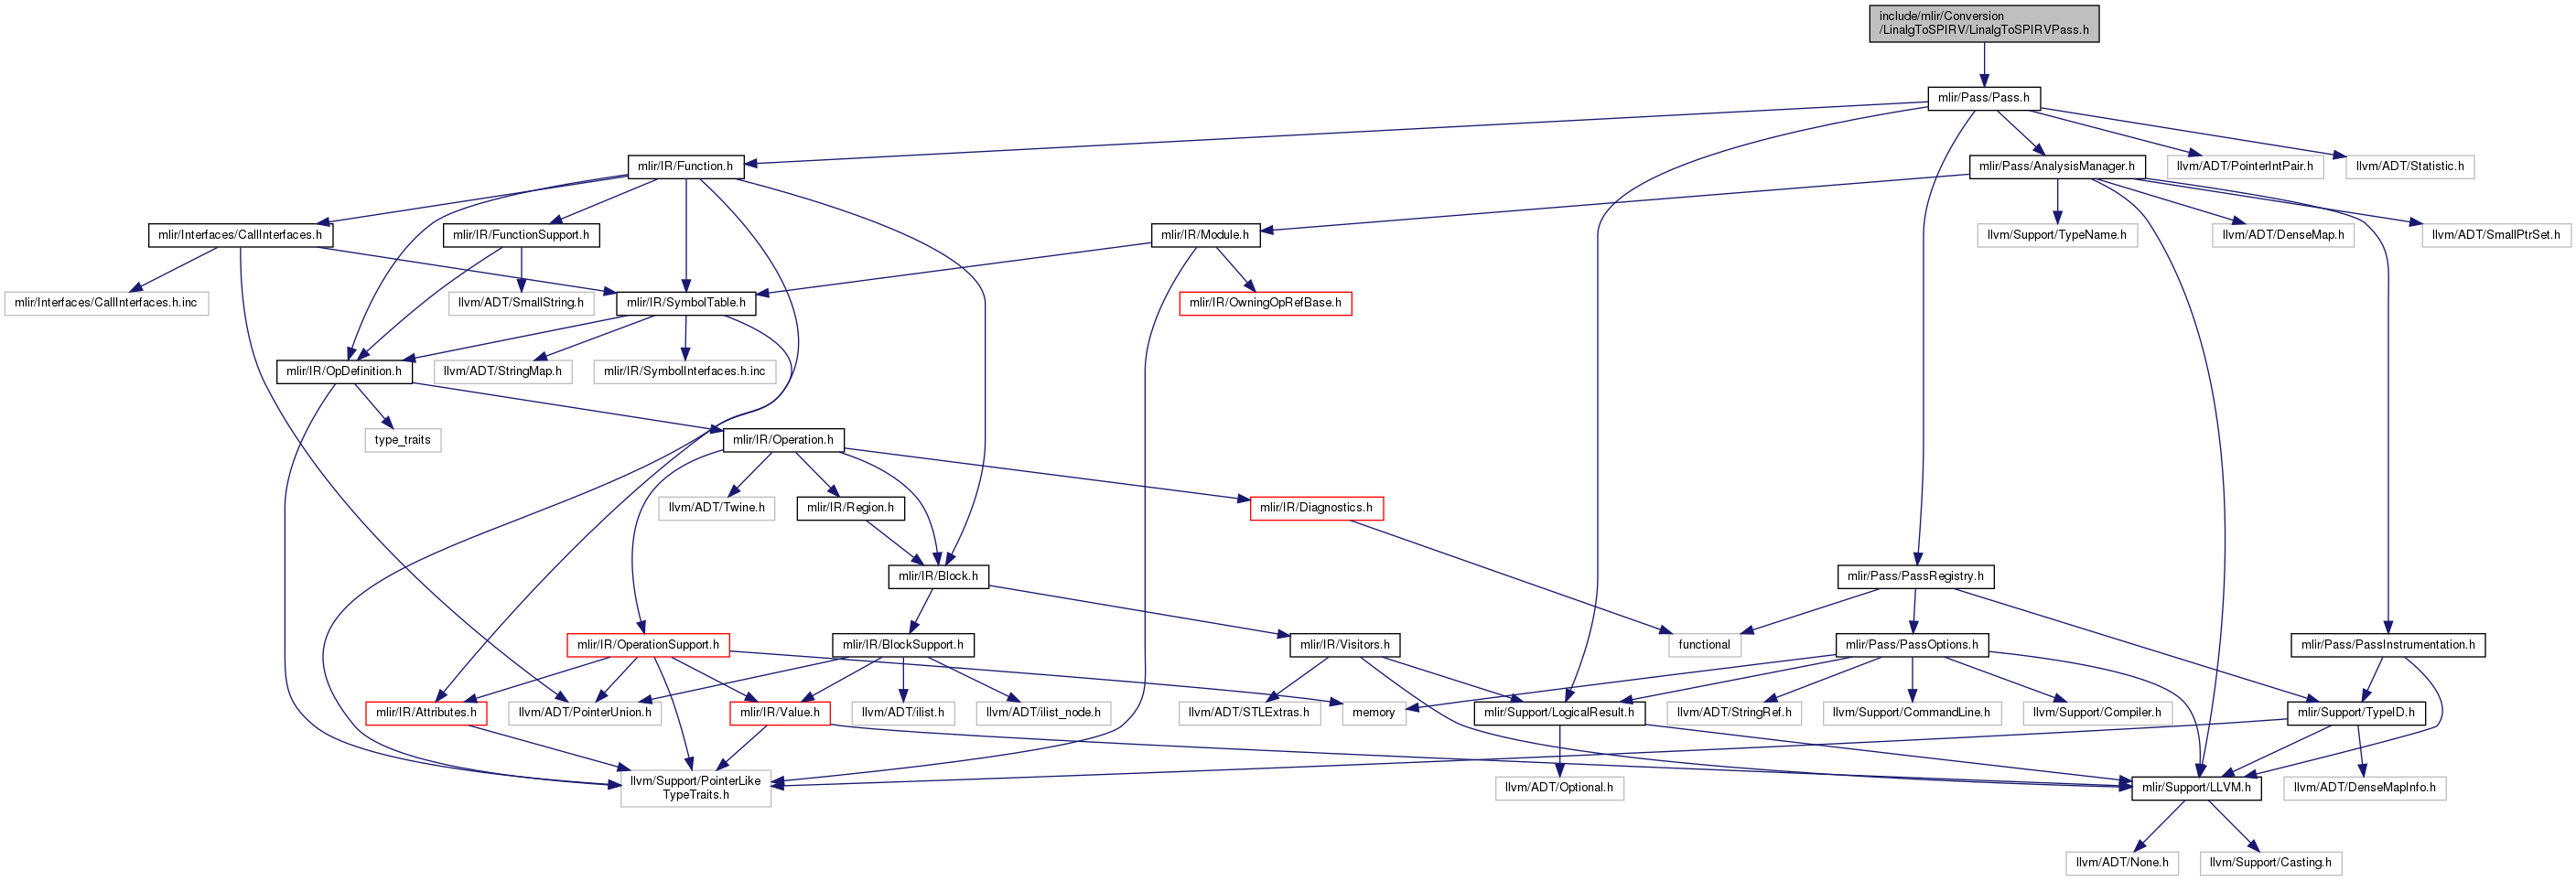 include/mlir/Conversion
/LinalgToSPIRV/LinalgToSPIRVPass.h
mlir/Pass/Pass.h
mlir/IR/Function.h
mlir/Pass/AnalysisManager.h
llvm/ADT/PointerIntPair.h
llvm/ADT/Statistic.h
mlir/Interfaces/CallInterfaces.h
mlir/IR/FunctionSupport.h
mlir/IR/Module.h
llvm/Support/TypeName.h
llvm/ADT/DenseMap.h
llvm/ADT/SmallPtrSet.h
mlir/Interfaces/CallInterfaces.h.inc
llvm/ADT/SmallString.h
mlir/IR/SymbolTable.h
mlir/IR/OwningOpRefBase.h
mlir/IR/OpDefinition.h
llvm/ADT/StringMap.h
mlir/IR/SymbolInterfaces.h.inc
type_traits
mlir/IR/Operation.h
llvm/ADT/Twine.h
mlir/IR/Region.h
mlir/IR/Diagnostics.h
mlir/IR/Block.h
mlir/Pass/PassRegistry.h
mlir/IR/OperationSupport.h
mlir/IR/BlockSupport.h
mlir/IR/Visitors.h
functional
mlir/Pass/PassOptions.h
mlir/Pass/PassInstrumentation.h
mlir/IR/Attributes.h
llvm/ADT/PointerUnion.h
mlir/IR/Value.h
llvm/ADT/ilist.h
llvm/ADT/ilist_node.h
llvm/ADT/STLExtras.h
memory
mlir/Support/LogicalResult.h
llvm/ADT/StringRef.h
llvm/Support/CommandLine.h
llvm/Support/Compiler.h
mlir/Support/TypeID.h
llvm/Support/PointerLike
TypeTraits.h
llvm/ADT/Optional.h
mlir/Support/LLVM.h
llvm/ADT/DenseMapInfo.h
llvm/ADT/None.h
llvm/Support/Casting.h